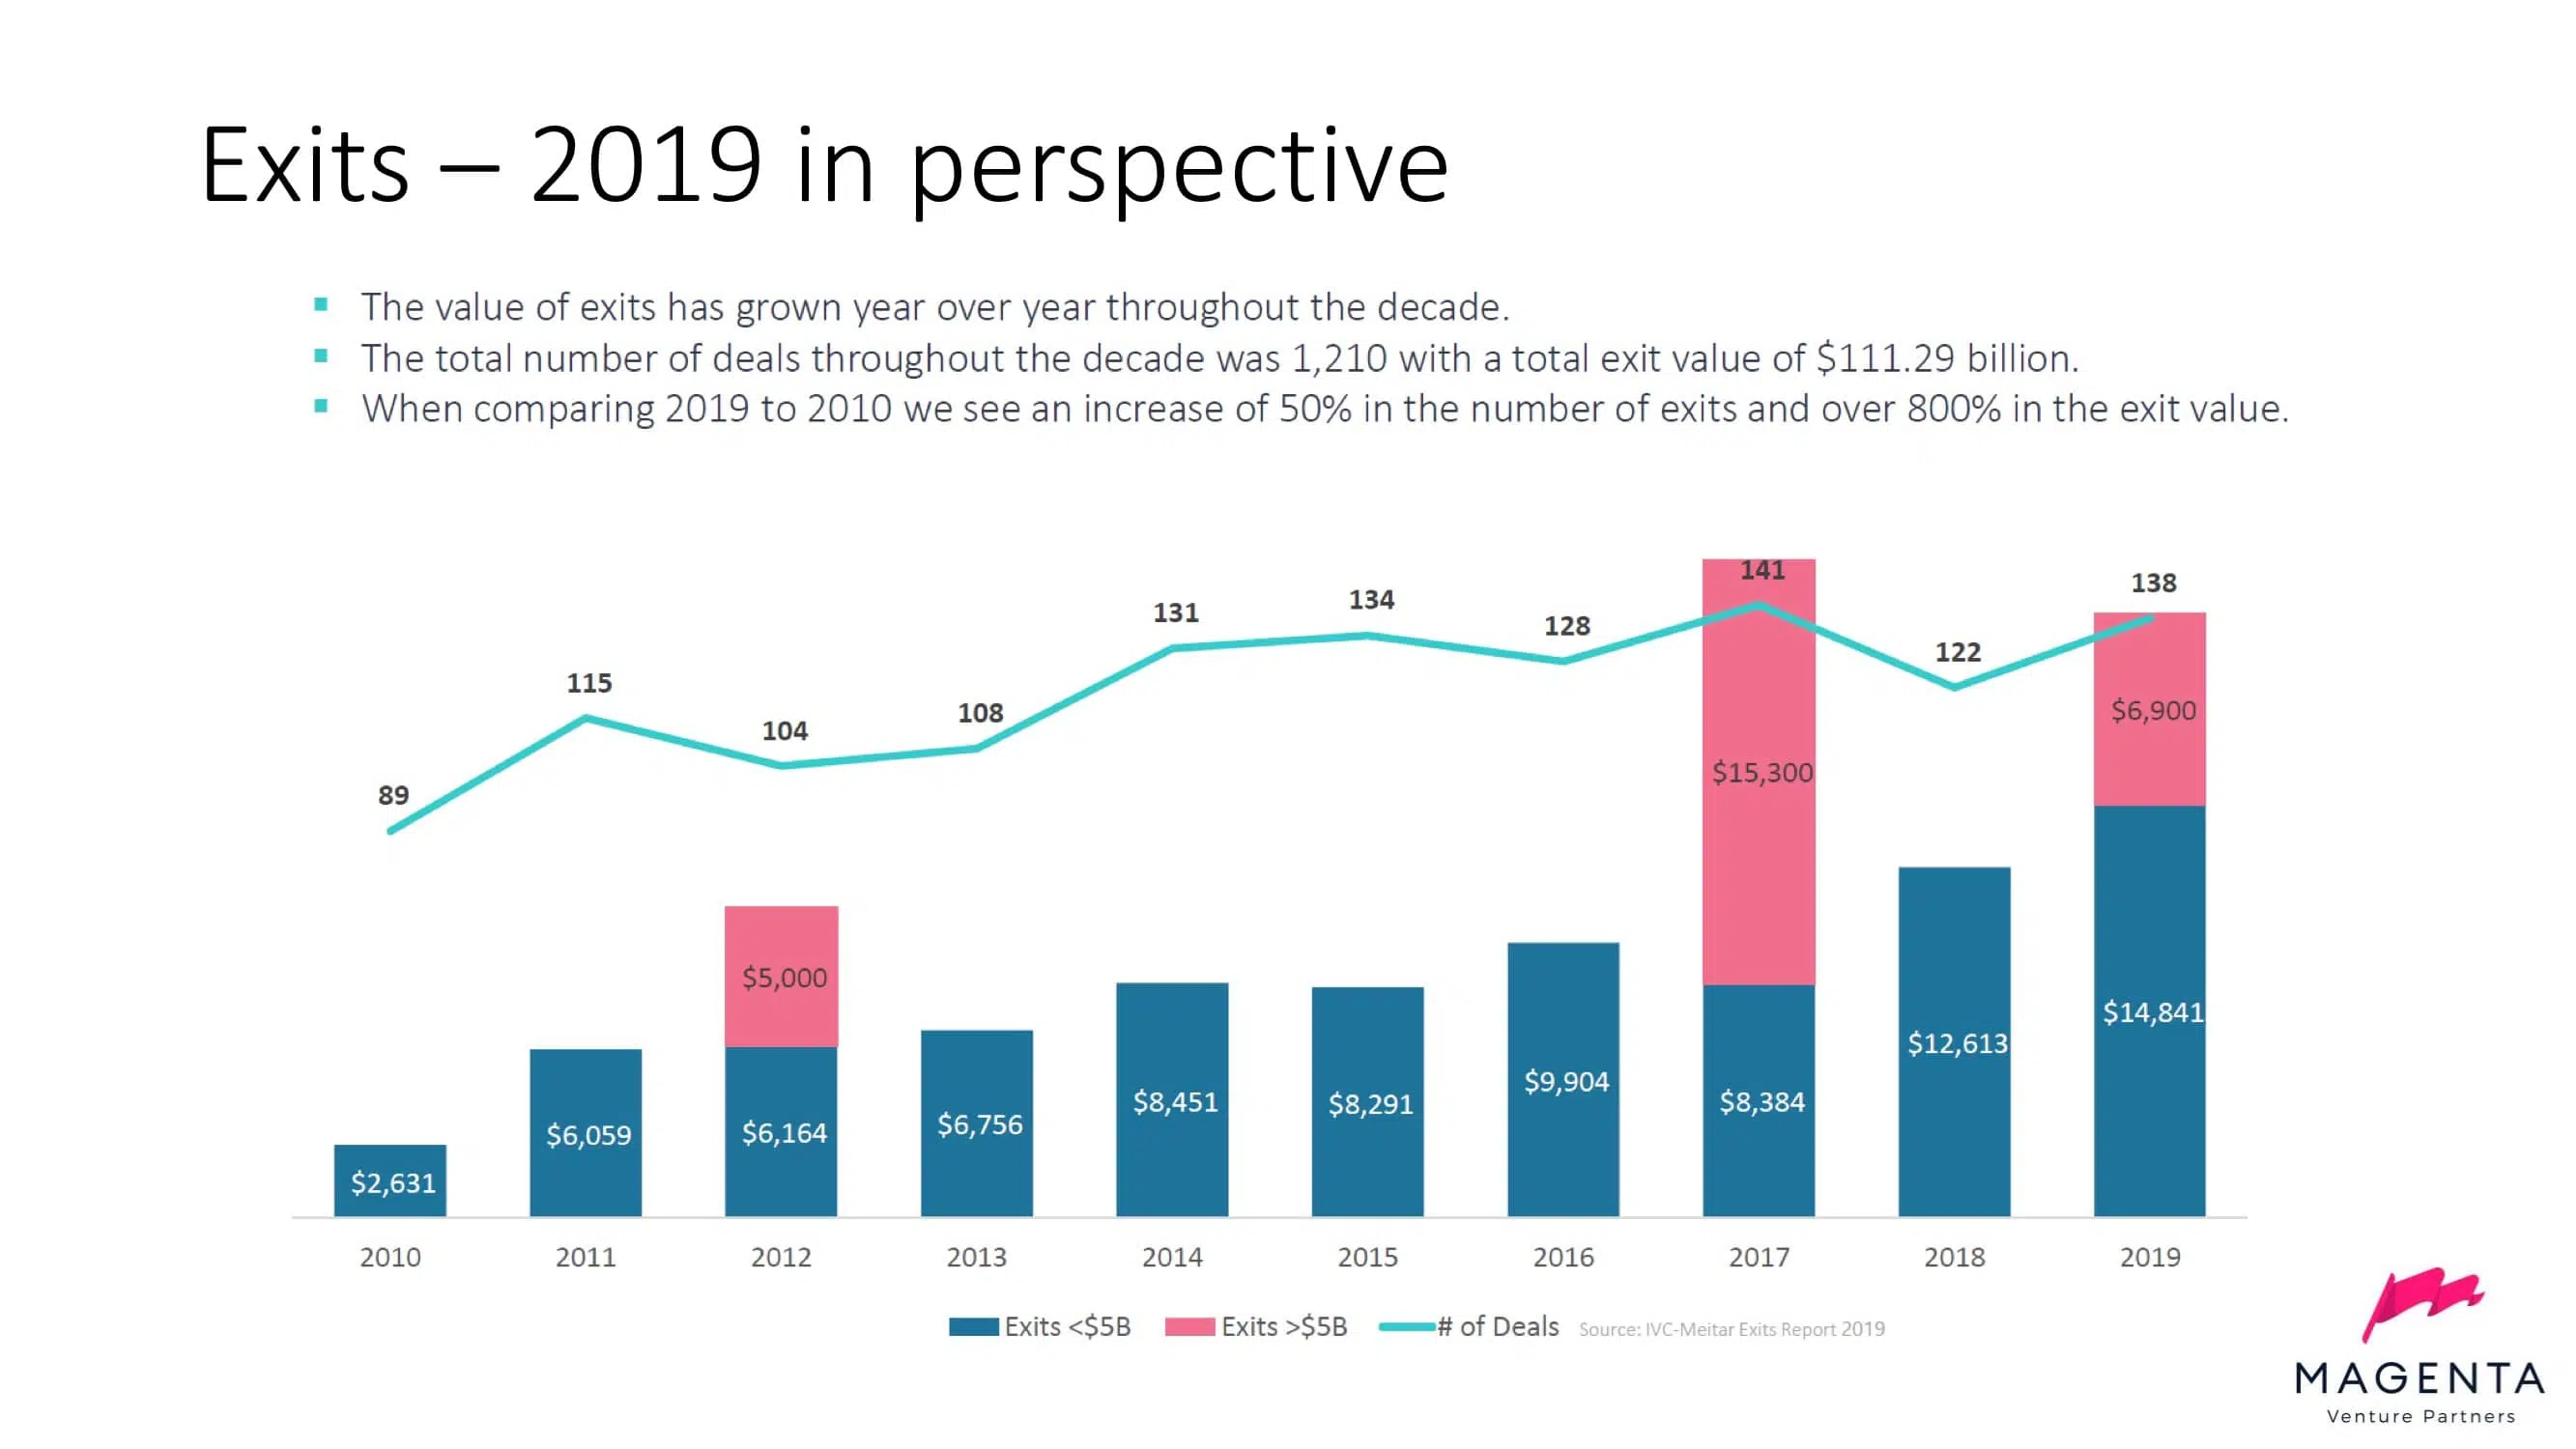 Exits – 2019 in perspective
The value of exits has grown year over year throughout the decade.
The total number of deals throughout the decade was 1,210 with a total exit value of $111.29 billion.
When comparing 2019 to 2010 we see an increase of 50% in the number of exits and over 800% in the exit value.
89
115
104
108
131
134
128
141
122
138
$5,000
$15,300
$6,900
$2,631
$6,059
$6,164
$6,756
$8,451
$8,291
$9,904
$8,384
$12,613
$14,841
2010 2011 2012 2013 2014 2015 2016 2017 2018 2019
Exits <$5B Exits >$5B # of Deals Source: IVC-Meitar Exits Report 2019
MAGENTA
Venture Partners